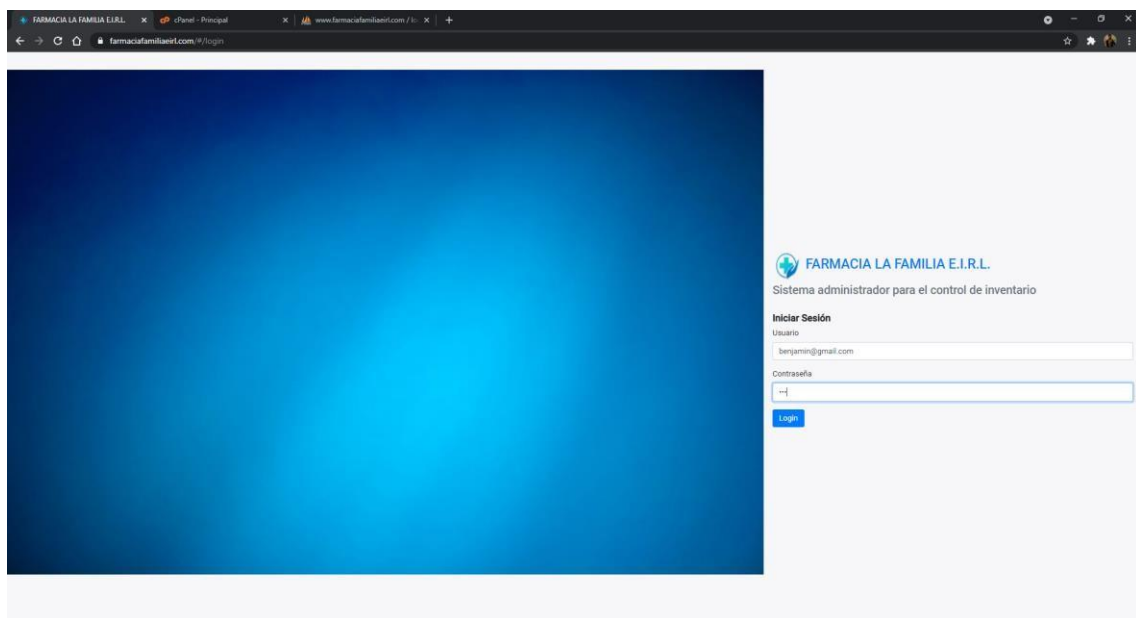 FARMACIA LA FAMILIA E.I.R.L.
cPanel - Principal
www.farmaciafamiliaeirl.com /
farmaciafamiliaeirl.com/#/login
FARMACIA LA FAMILIA E.I.R.L.
Sistema administrador para el control de inventario
Iniciar Sesión
Usuario
benjamin@gmail.com
Contraseña
Login